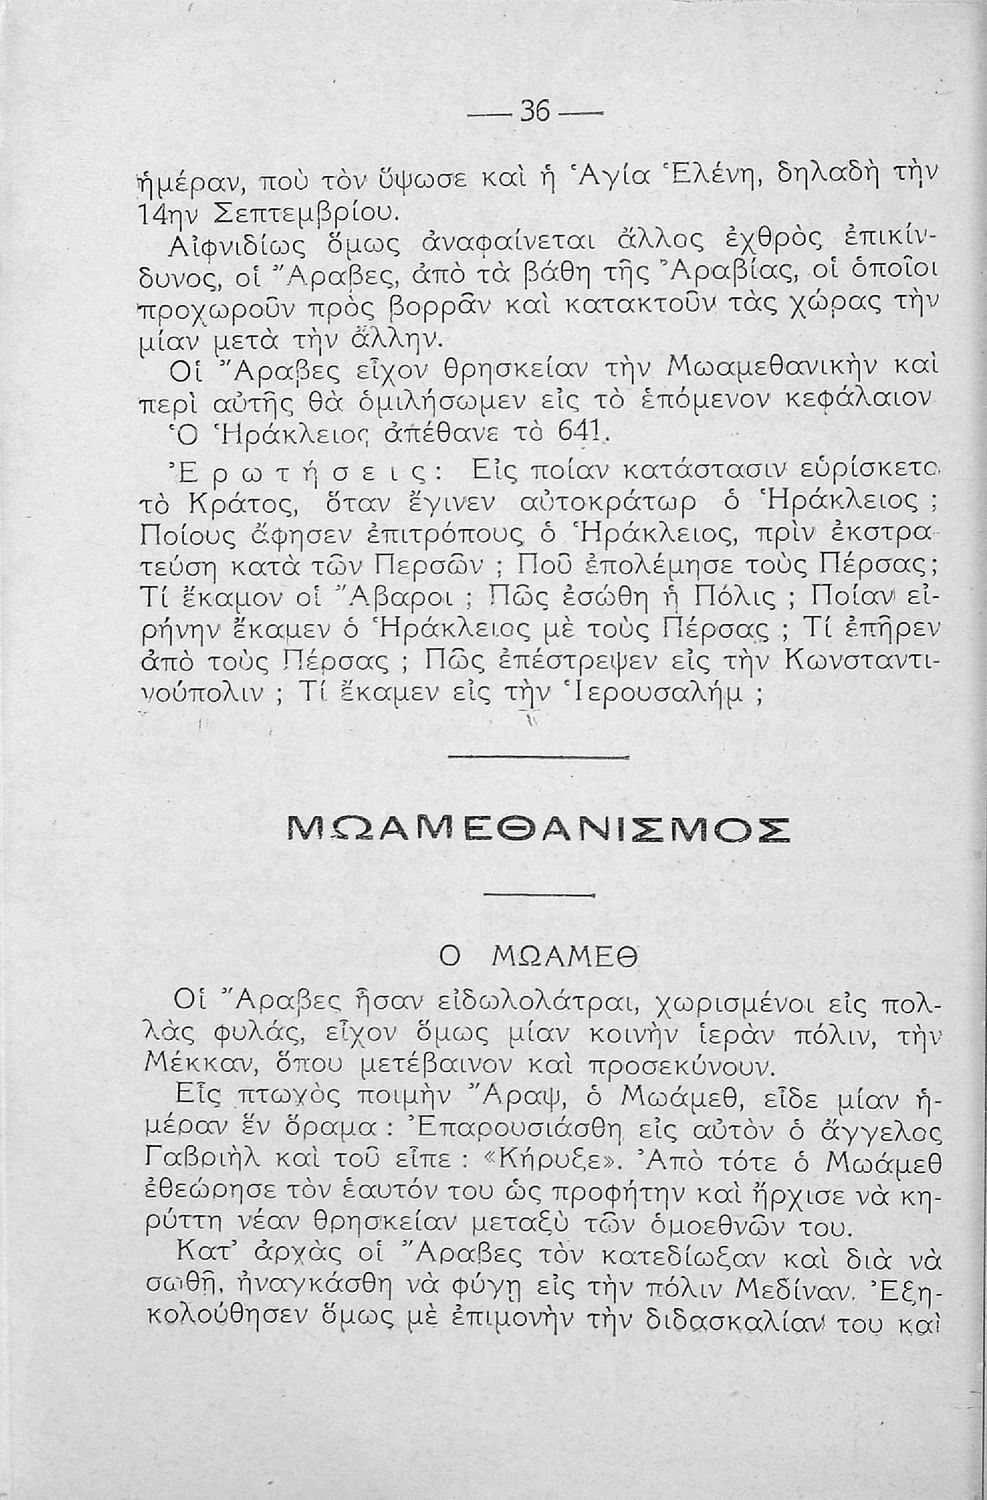 — 36 —
ἡμέραν, ποὺ τὸν ὕψωσε καὶ ἡ Ἁγία Ἑλένη, δηλαδὴ τὴν
14ην Σεπτεμβρίου.
Αἰφνιδίως ὅμως ἀναφαίνεται ἄλλος ἐχθρὸς ἐπικίν-
δυνος, οἱ Ἄραβες, ἀπὸ τὰ βάθη τῆς Ἀραβίας, οἱ ὁποῖοι
προχωροῦν πρὸς βορρᾶν καὶ κατακτοῦν τὰς χώρας τὴν
μίαν μετὰ τὴν ἄλλην.
Οἱ Ἄραβες εἶχον θρησκείαν τὴν Μωαμεθανικὴν καὶ
περὶ αὐτῆς θὰ ὁμιλήσωμεν εἰς τὸ ἑπόμενον κεφάλαιον
Ὁ Ἡράκλειος ἀπέθανε τὸ 641.
Ἐρωτήσεις: Εἰς ποίαν κατάστασιν εὑρίσκετο
τὸ Κράτος, ὅταν ἔγινεν αὐτοκράτωρ ὁ Ἡράκλειος ;
Ποίους ἄφησεν ἐπιτρόπους ὁ Ἡράκλειος, πρὶν ἐκστρα-
τεύση κατὰ τῶν Περσῶν ; Ποῦ ἐπολέμησε τοὺς Πέρσας;
Τί ἔκαμον οἱ Ἄβαροι ; Πῶς ἐσώθη ἡ Πόλις ; Ποίαν εἰ-
ρήνην ἔκαμεν ὁ Ἡράκλειος μὲ τοὺς Πέρσας ; Τί ἐπῆρεν
ἀπὸ τοὺς Πέρσας ; Πῶς ἐπέστρεψεν εἰς τὴν Κωνσταντι-
νούπολιν ; Τί ἔκαμεν εἰς τὴν Ἱερουσαλήμ ;
ΜΩΑΜΕΘΑΝΙΣΜΟΣ
Ο ΜΩΑΜΕΘ
Οἱ Ἄραβες ἦσαν εἰδωλολάτραι, χωρισμένοι εἰς πολ-
λὰς φυλάς, εἶχον ὅμως μίαν κοινὴν ἱερὰν πόλιν, τὴν
Μέκκαν, ὅπου μετέβαινον καὶ προσεκύνουν.
Εἷς πτωχὸς ποιμὴν Ἄραψ, ὁ Μωάμεθ, εἶδε μίαν ἡ-
μέραν ἓν ὅραμα : Ἐπαρουσιάσθη εἰς αὐτὸν ὁ ἄγγελος
Γαβριὴλ καὶ τοῦ εἶπε : «Κήρυξε». Ἀπὸ τότε ὁ Μωάμεθ
ἐθεώρησε τὸν ἑαυτόν του ὡς προφήτην καὶ ἤρχισε νὰ κη-
ρύττη νέαν θρησκείαν μεταξὺ τῶν ὁμοεθνῶν του.
Κατ' ἀρχὰς οἱ Ἄραβες τὸν κατεδίωξαν καὶ διὰ νὰ
σωθῆ, ἠναγκάσθη νὰ φύγῃ εἰς τὴν πόλιν Μεδίναν. Ἐξη-
κολούθησεν ὅμως μὲ ἐπιμονὴν τὴν διδασκαλίαν του καὶ